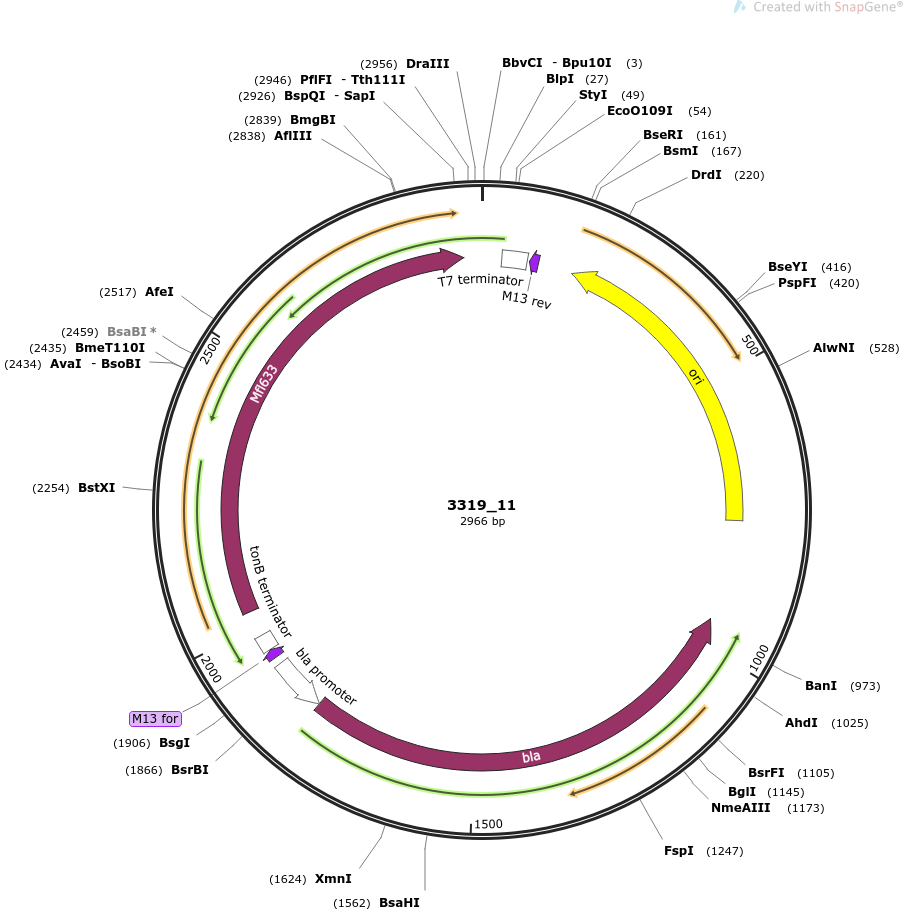 Created with SnapGene®
(2956) DraIII
(2946) PflFI - Tth111I
(2926) BspQI - SapI
(2839) BmgBI
(2838) AflIII
BbvCI - Bpu10I (3)
BlpI (27)
StyI (49)
EcoO109I (54)
BseRI (161)
BsmI (167)
DrdI (220)
BseYI (416)
PspFI (420)
AlwNI (528)
(2517) AfeI
(2459) BsaBI *
(2435) BmeT110I
(2434) AvaI - BsoBI
(2254) BstXI
T7 terminator
M13 rev
ori
Mfl633
500
2500
3319_11
2966 bp
tonB terminator
bla promoter
2000
1000
M13 for
(1906) BsgI
(1866) BsrBI
bla
1500
BanI (973)
AhdI (1025)
BsrFI (1105)
BglI (1145)
NmeAIII (1173)
FspI (1247)
(1624) XmnI
(1562) BsaHI